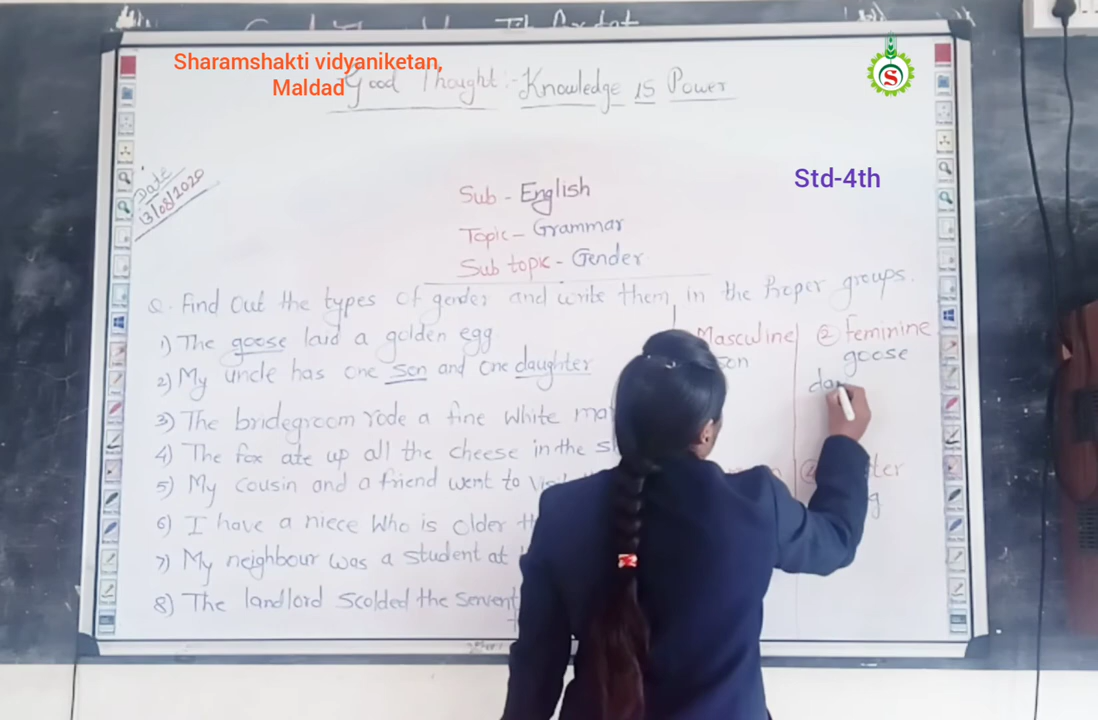 Sharamshakti vidyaniketan,
Maldad
Good Thought :- Knowledge is Power
S
Std-4th
Date
13/08/2020
Sub - English
Topic - Grammar
Sub topic - Gender
Q. Find out the types of gender and write them in the proper groups.
1) The goose laid a golden egg
2) My uncle has one son and one daughter
3) The bridegroom rode a fine white
4) The fox ate up all the cheese in the
5) My cousin and a friend went to
6) I have a niece who is older
7) My neighbour was a student at
8) The landlord scolded the servent
Masculine
son
② Feminine
goose